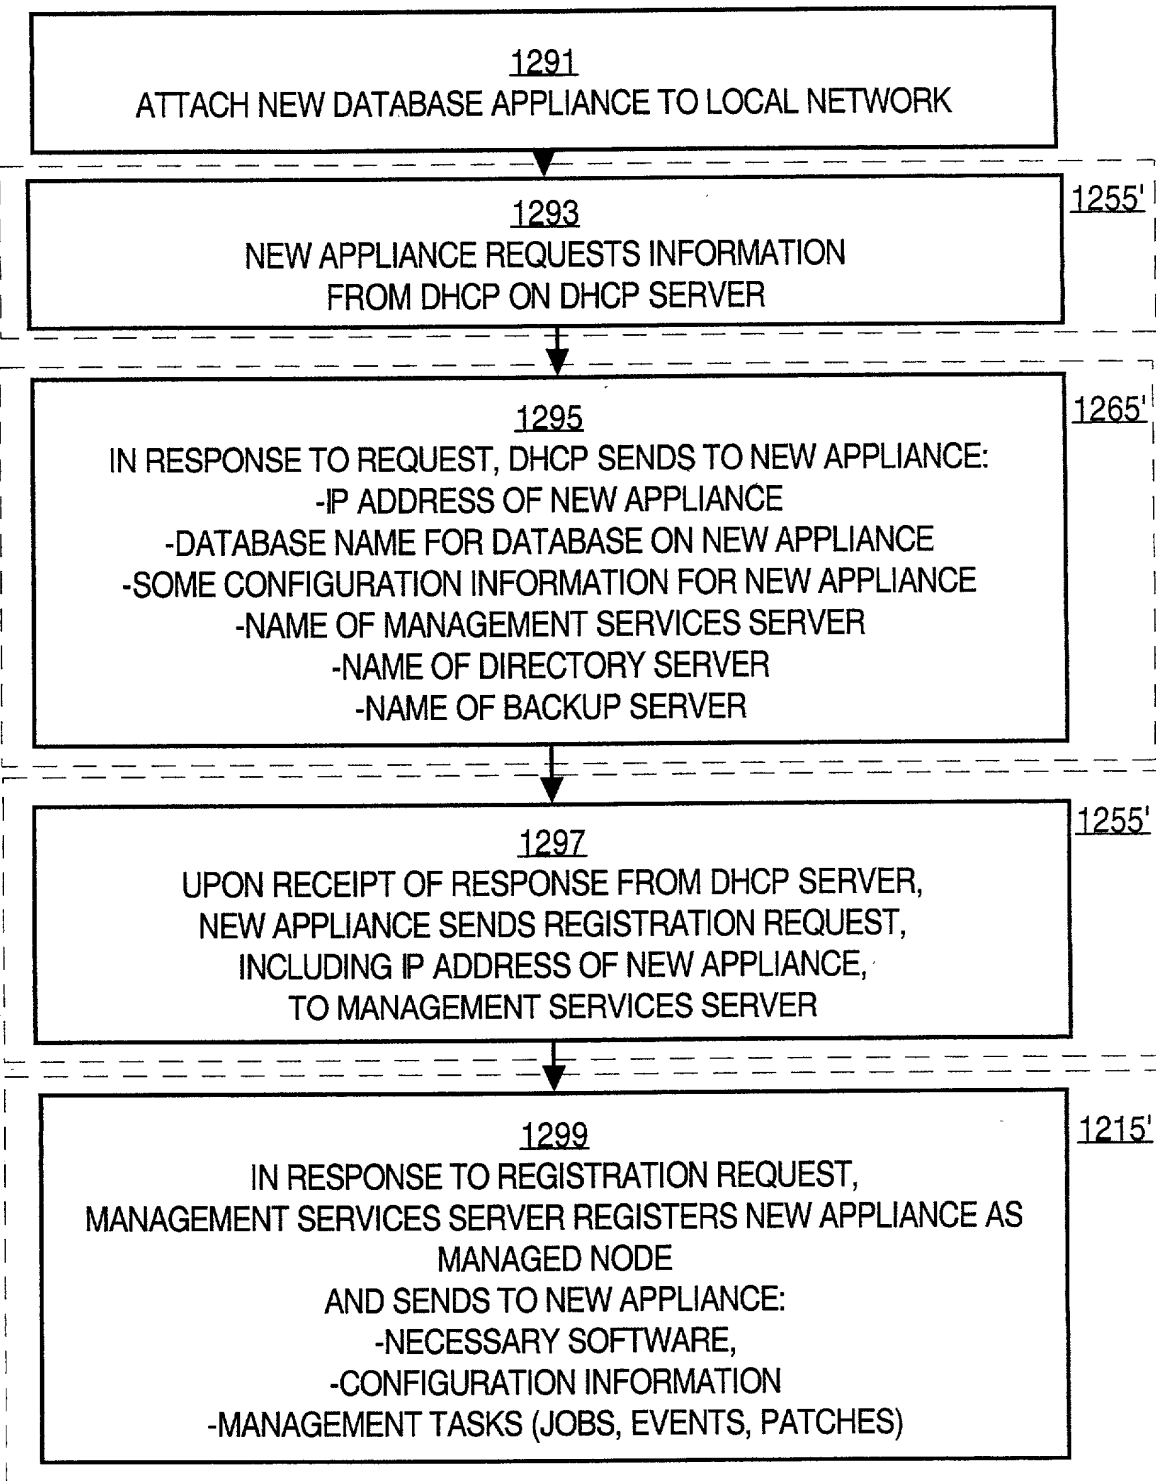 1291
ATTACH NEW DATABASE APPLIANCE TO LOCAL NETWORK
1255'
1293
NEW APPLIANCE REQUESTS INFORMATION
FROM DHCP ON DHCP SERVER
1265'
1295
IN RESPONSE TO REQUEST, DHCP SENDS TO NEW APPLIANCE:
-IP ADDRESS OF NEW APPLIANCE
-DATABASE NAME FOR DATABASE ON NEW APPLIANCE
-SOME CONFIGURATION INFORMATION FOR NEW APPLIANCE
-NAME OF MANAGEMENT SERVICES SERVER
-NAME OF DIRECTORY SERVER
-NAME OF BACKUP SERVER
1255'
1297
UPON RECEIPT OF RESPONSE FROM DHCP SERVER,
NEW APPLIANCE SENDS REGISTRATION REQUEST,
INCLUDING IP ADDRESS OF NEW APPLIANCE,
TO MANAGEMENT SERVICES SERVER
1215'
1299
IN RESPONSE TO REGISTRATION REQUEST,
MANAGEMENT SERVICES SERVER REGISTERS NEW APPLIANCE AS
MANAGED NODE
AND SENDS TO NEW APPLIANCE:
-NECESSARY SOFTWARE,
-CONFIGURATION INFORMATION
-MANAGEMENT TASKS (JOBS, EVENTS, PATCHES)